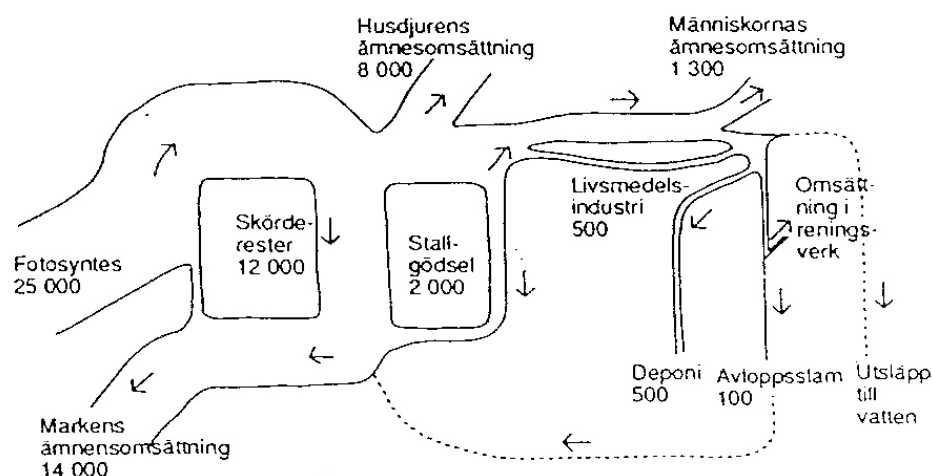 Husdjurens
ämnesomsättning
8 000
Människornas
ämnesomsättning
1 300
Livsmedels-
industri
500
Omsätt-
ning i
renings-
verk
Skörde-
rester
12 000
Stall-
gödsel
2 000
Fotosyntes
25 000
Deponi
500
Avloppsslam
100
Utsläpp
till
vatten
Markens
ämnensomsättning
14 000